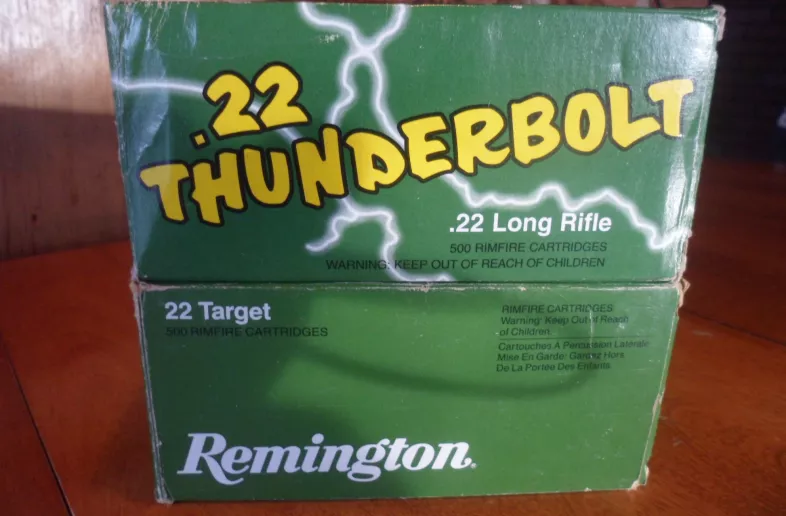 .22
THUNDERBOLT
.22 Long Rifle
500 RIMFIRE CARTRIDGES
WARNING: KEEP OUT OF REACH OF CHILDREN
22 Target
500 RIMFIRE CARTRIDGES
RIMFIRE CARTRIDGES
Warning: Keep Out of Reach
of Children.
Cartouches A Percussion Laterale
Mise En Garde: Gardez Hors
De La Portee Des Enfants
Remington.